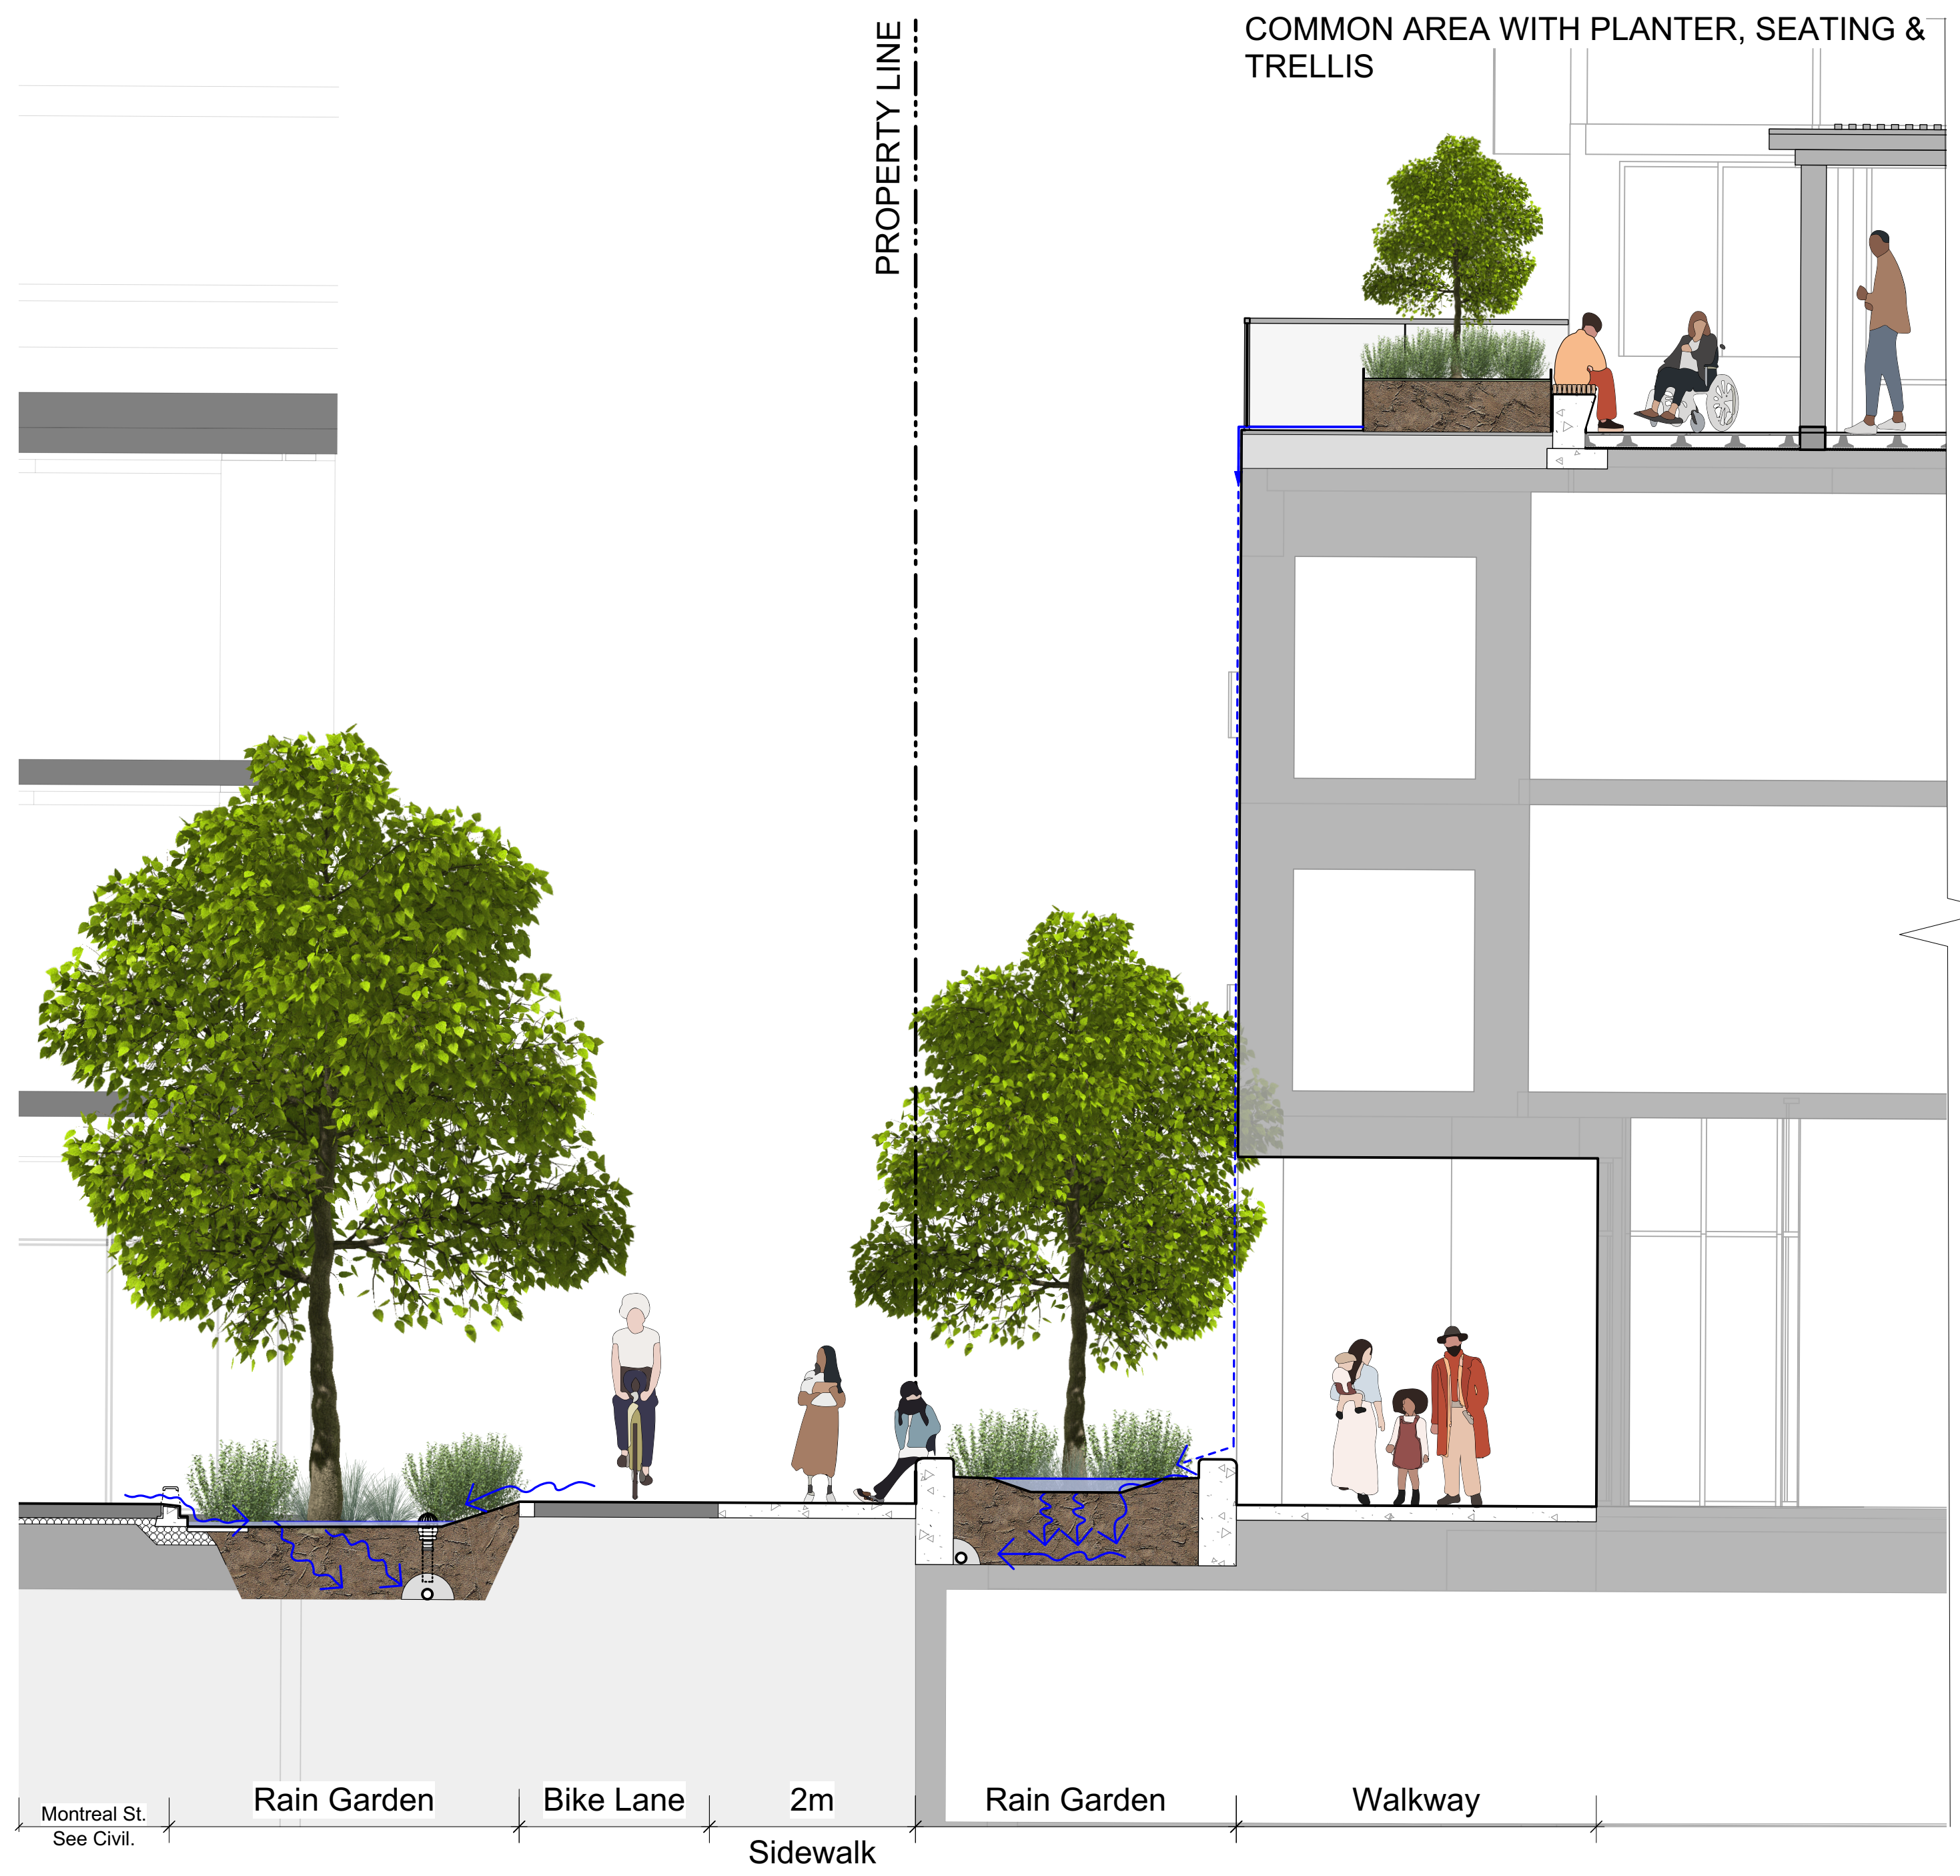 COMMON AREA WITH PLANTER, SEATING &
TRELLIS
PROPERTY LINE
Montreal St.
See Civil.
Rain Garden
Bike Lane
2m
Sidewalk
Rain Garden
Walkway